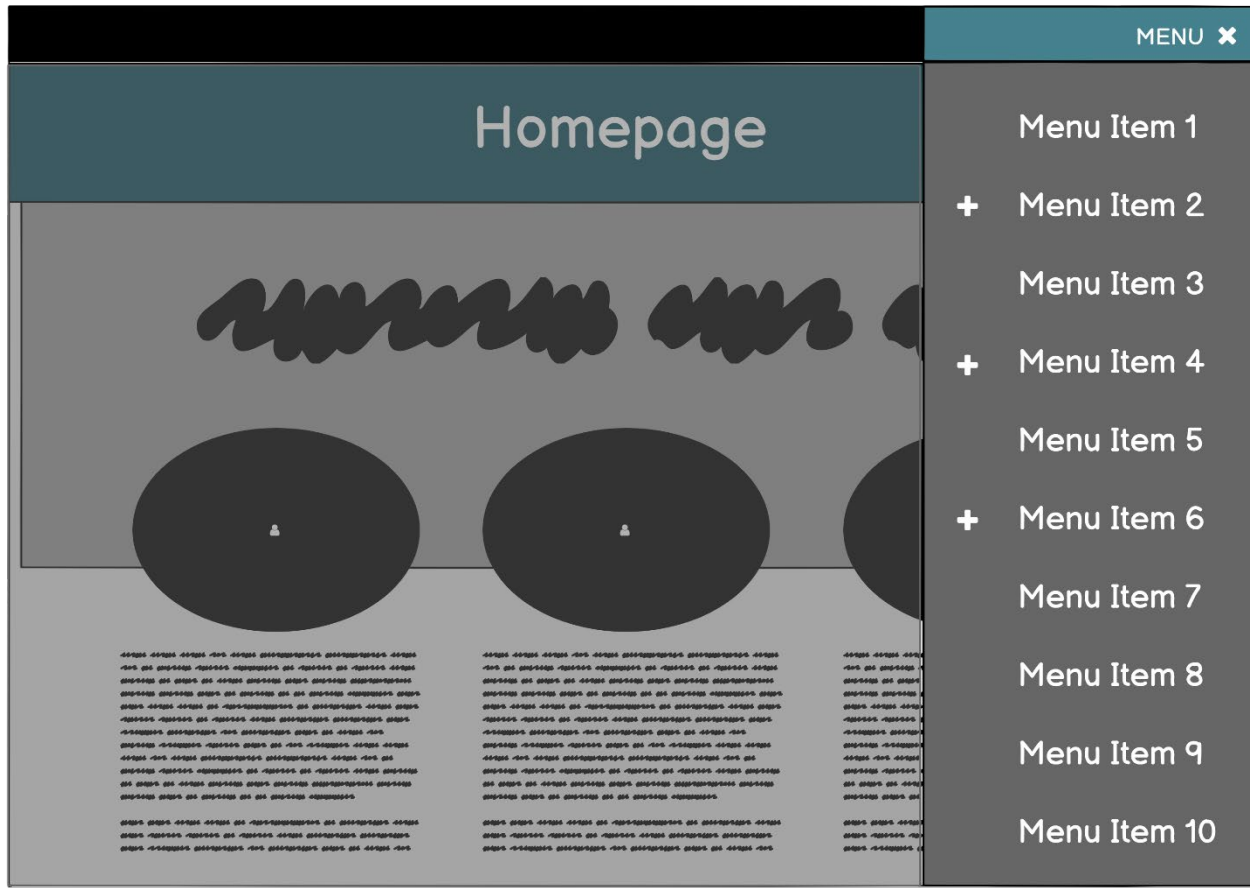 MENU ✖
Homepage
Menu Item 1
+ Menu Item 2
Menu Item 3
+ Menu Item 4
Menu Item 5
+ Menu Item 6
Menu Item 7
Menu Item 8
Menu Item 9
Menu Item 10